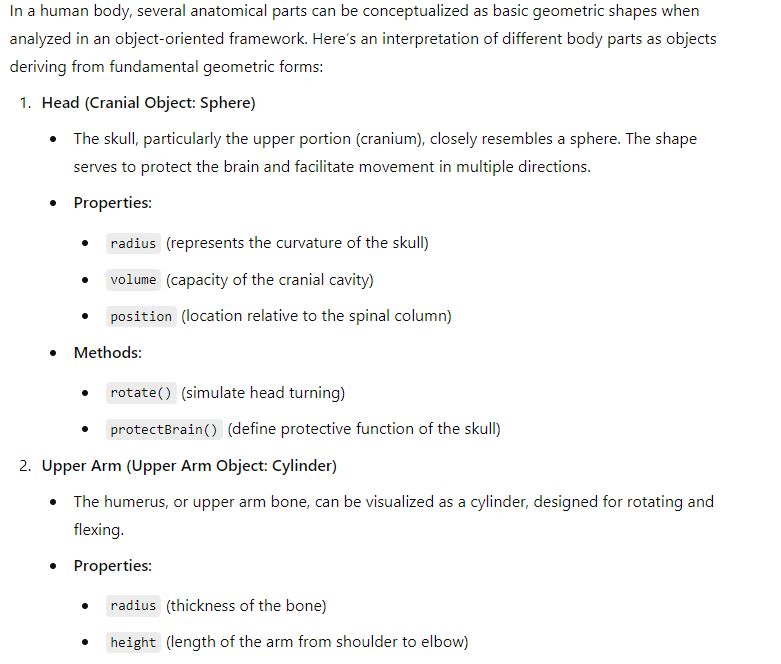 In a human body, several anatomical parts can be conceptualized as basic geometric shapes when
analyzed in an object-oriented framework. Here's an interpretation of different body parts as objects
deriving from fundamental geometric forms:
1. Head (Cranial Object: Sphere)
• The skull, particularly the upper portion (cranium), closely resembles a sphere. The shape
serves to protect the brain and facilitate movement in multiple directions.
• Properties:
• radius (represents the curvature of the skull)
• volume (capacity of the cranial cavity)
• position (location relative to the spinal column)
• Methods:
• rotate() (simulate head turning)
• protectBrain() (define protective function of the skull)
2. Upper Arm (Upper Arm Object: Cylinder)
• The humerus, or upper arm bone, can be visualized as a cylinder, designed for rotating and
flexing.
• Properties:
• radius (thickness of the bone)
• height (length of the arm from shoulder to elbow)